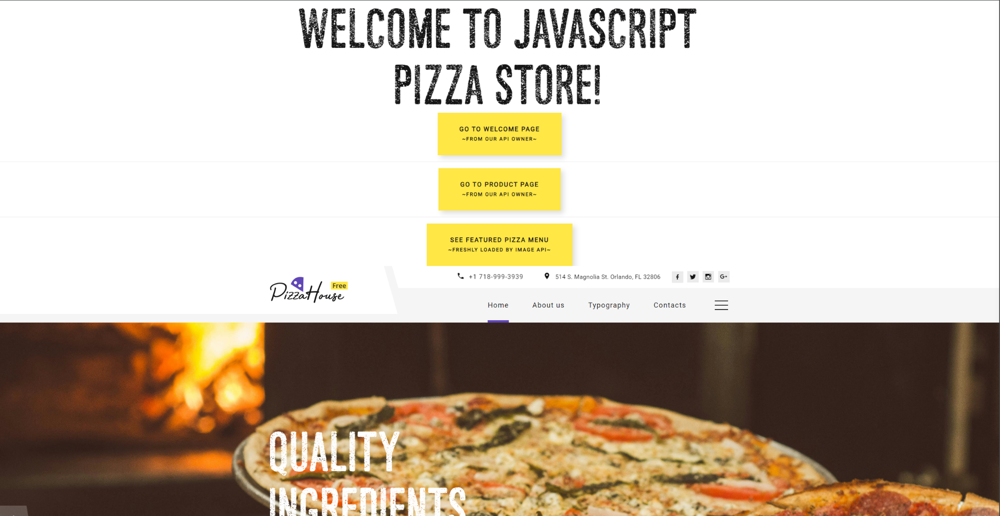 WELCOME TO JAVASCRIPT
PIZZA STORE!
GO TO WELCOME PAGE
~FROM OUR API OWNER~
GO TO PRODUCT PAGE
~FROM OUR API OWNER~
SEE FEATURED PIZZA MENU
~FRESHLY LOADED BY IMAGE API~
+1 718-999-3939 514 S. Magnolia St. Orlando, FL 32806 f G+
PizzaHouse Free
Home About us Typography Contacts
QUALITY
INGREDIENTS